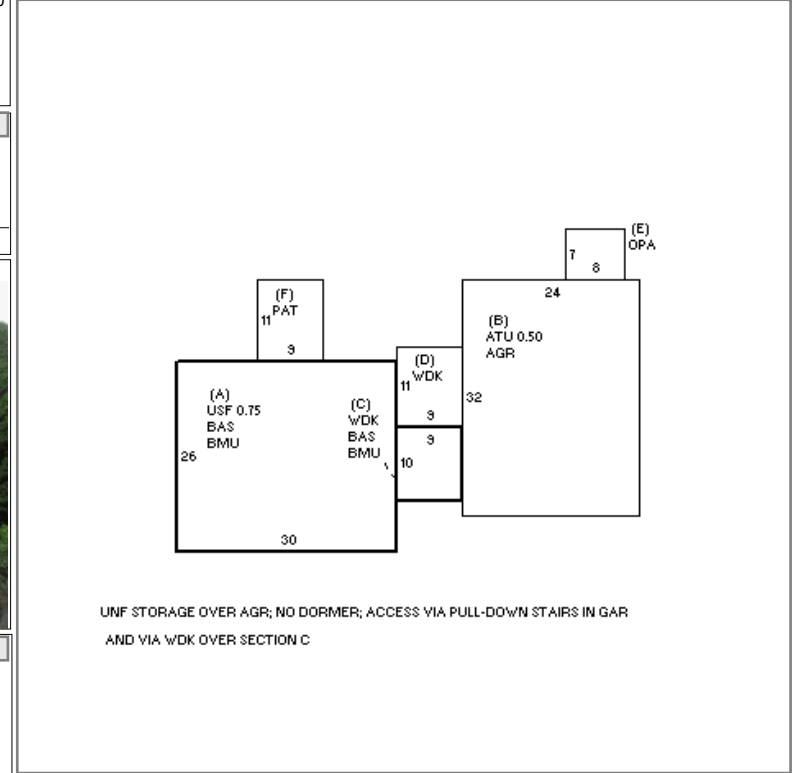 (E)
OPA
7
8
24
(F)
PAT
11
9
(B)
ATU 0.50
AGR
32
(D)
WDK
11
9
(A)
USF 0.75
BAS
BMU
26
30
(C)
WDK
BAS
BMU
9
10
UNF STORAGE OVER AGR; NO DORMER; ACCESS VIA PULL-DOWN STAIRS IN GAR
AND VIA WDK OVER SECTION C